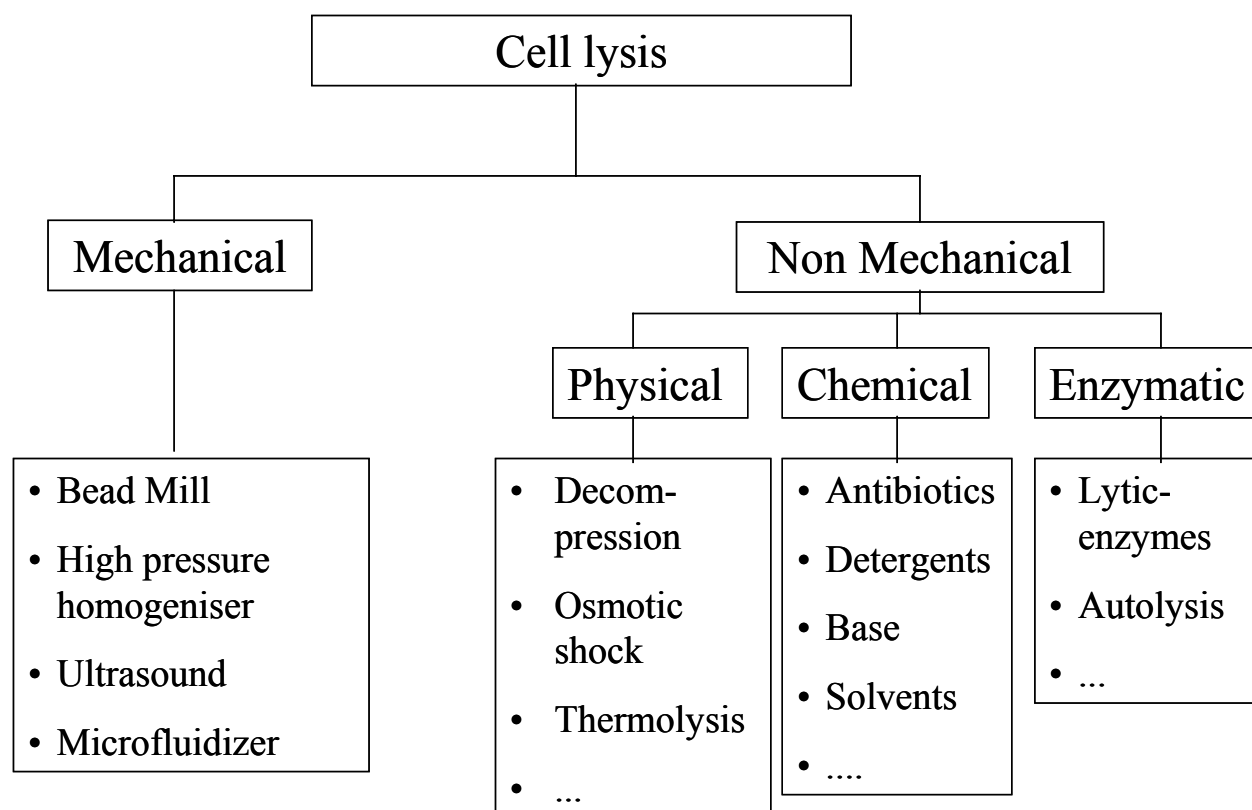 Cell lysis
Mechanical
Non Mechanical
Physical
Chemical
Enzymatic
• Bead Mill
• High pressure
homogeniser
• Ultrasound
• Microfluidizer
• Decom-
pression
• Osmotic
shock
• Thermolysis
• ...
• Antibiotics
• Detergents
• Base
• Solvents
• ....
• Lytic-
enzymes
• Autolysis
• ...